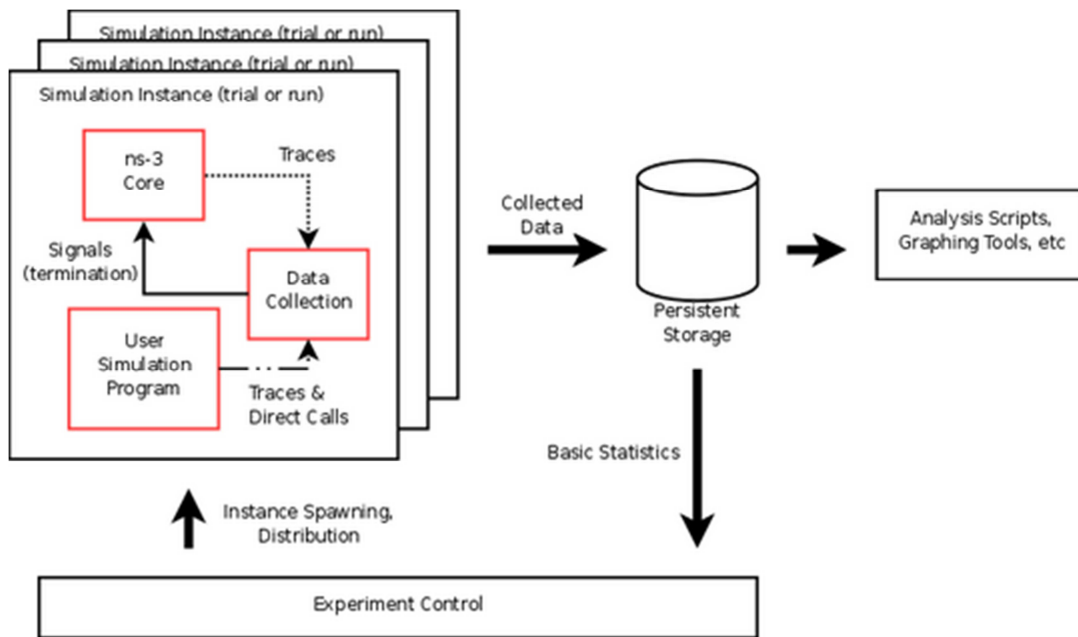 Simulation Instance (trial or run)
Simulation Instance (trial or run)
Simulation Instance (trial or run)
ns-3
Core
Traces
Signals
(termination)
Data
Collection
User
Simulation
Program
Traces &
Direct Calls
Collected
Data
Persistent
Storage
Analysis Scripts,
Graphing Tools, etc
Basic Statistics
Instance Spawning,
Distribution
Experiment Control